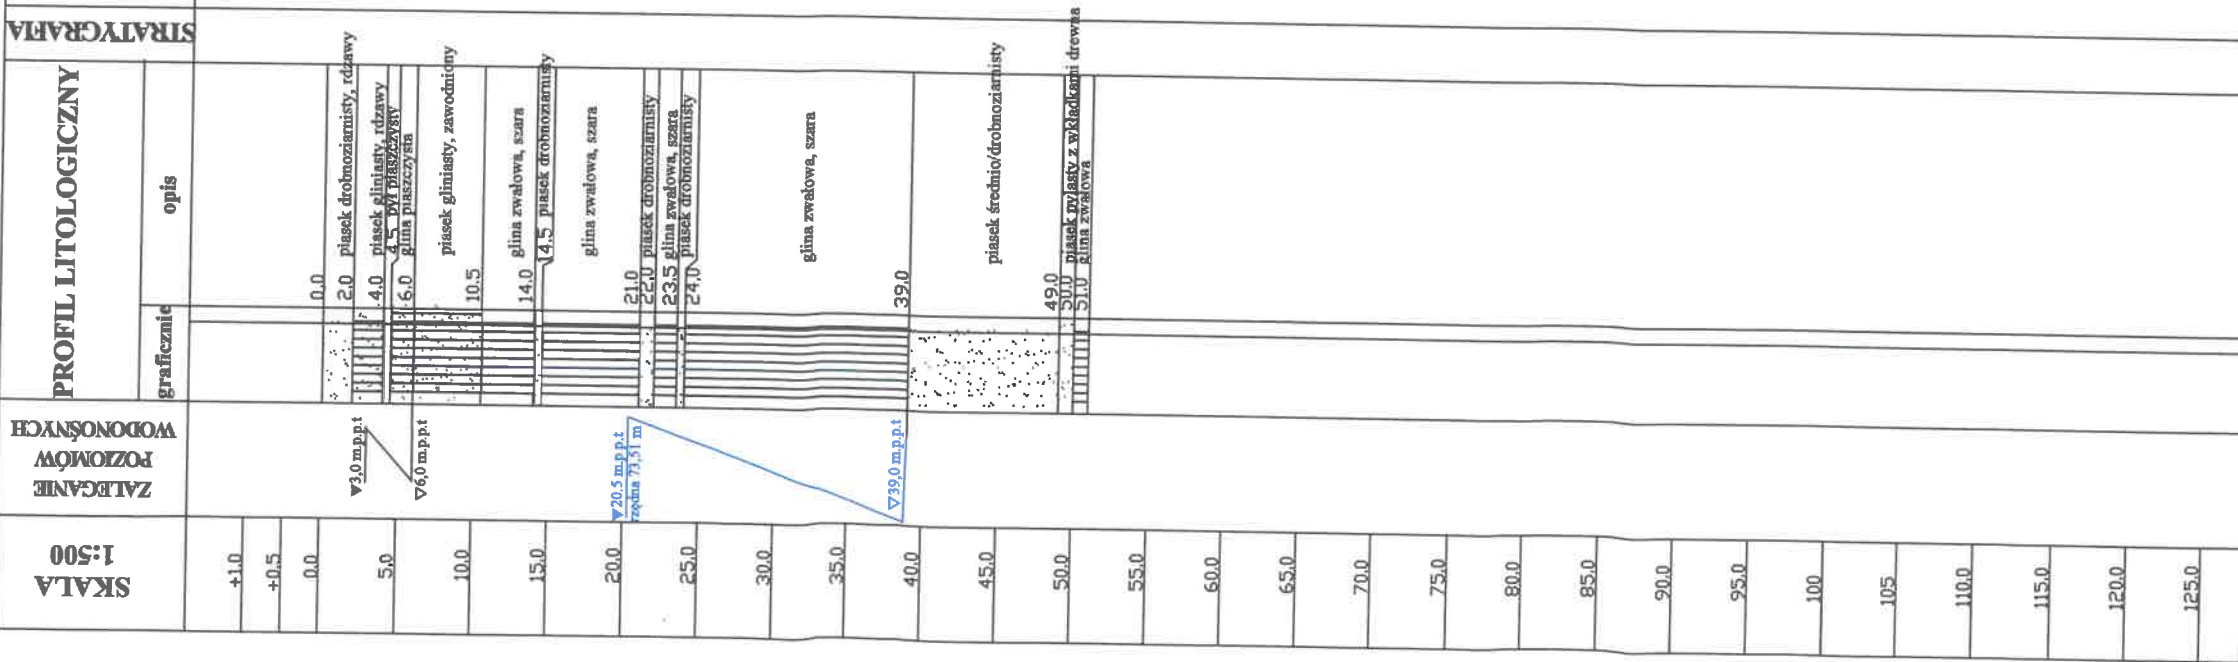 SKALA
1:500
ZALEGANIE
POZIOMÓW
WODONOŚNYCH
PROFIL LITOLOGICZNY
graficznie
opis
STRATYGRAFIA
+1.0
+0.5
0.0
5.0
10.0
15.0
20.0
25.0
30.0
35.0
40.0
45.0
50.0
55.0
60.0
65.0
70.0
75.0
80.0
85.0
90.0
95.0
100
105
110.0
115.0
120.0
125.0
▼3,0 m.p.p.t
▽6,0 m.p.p.t
▼20.5 m.p.p.t
rzędna 73,51 m
▽39,0 m.p.p.t
0.0
2.0 piasek drobnoziarnisty, rdzawy
4.0 piasek gliniasty, rdzawy
4.5 pył piaszczysty
6.0 glina piaszczysta
piasek gliniasty, zawodniony
10.5
glina zwałowa, szara
14.0
14.5 piasek drobnoziarnisty
glina zwałowa, szara
21.0
22.0 piasek drobnoziarnisty
23.5 glina zwałowa, szara
24.0 piasek drobnoziarnisty
glina zwałowa, szara
39.0
piasek średnio/drobnoziarnisty
49.0
50.0 piasek pylasty z wkładkami drewna
51.0 glina zwałowa